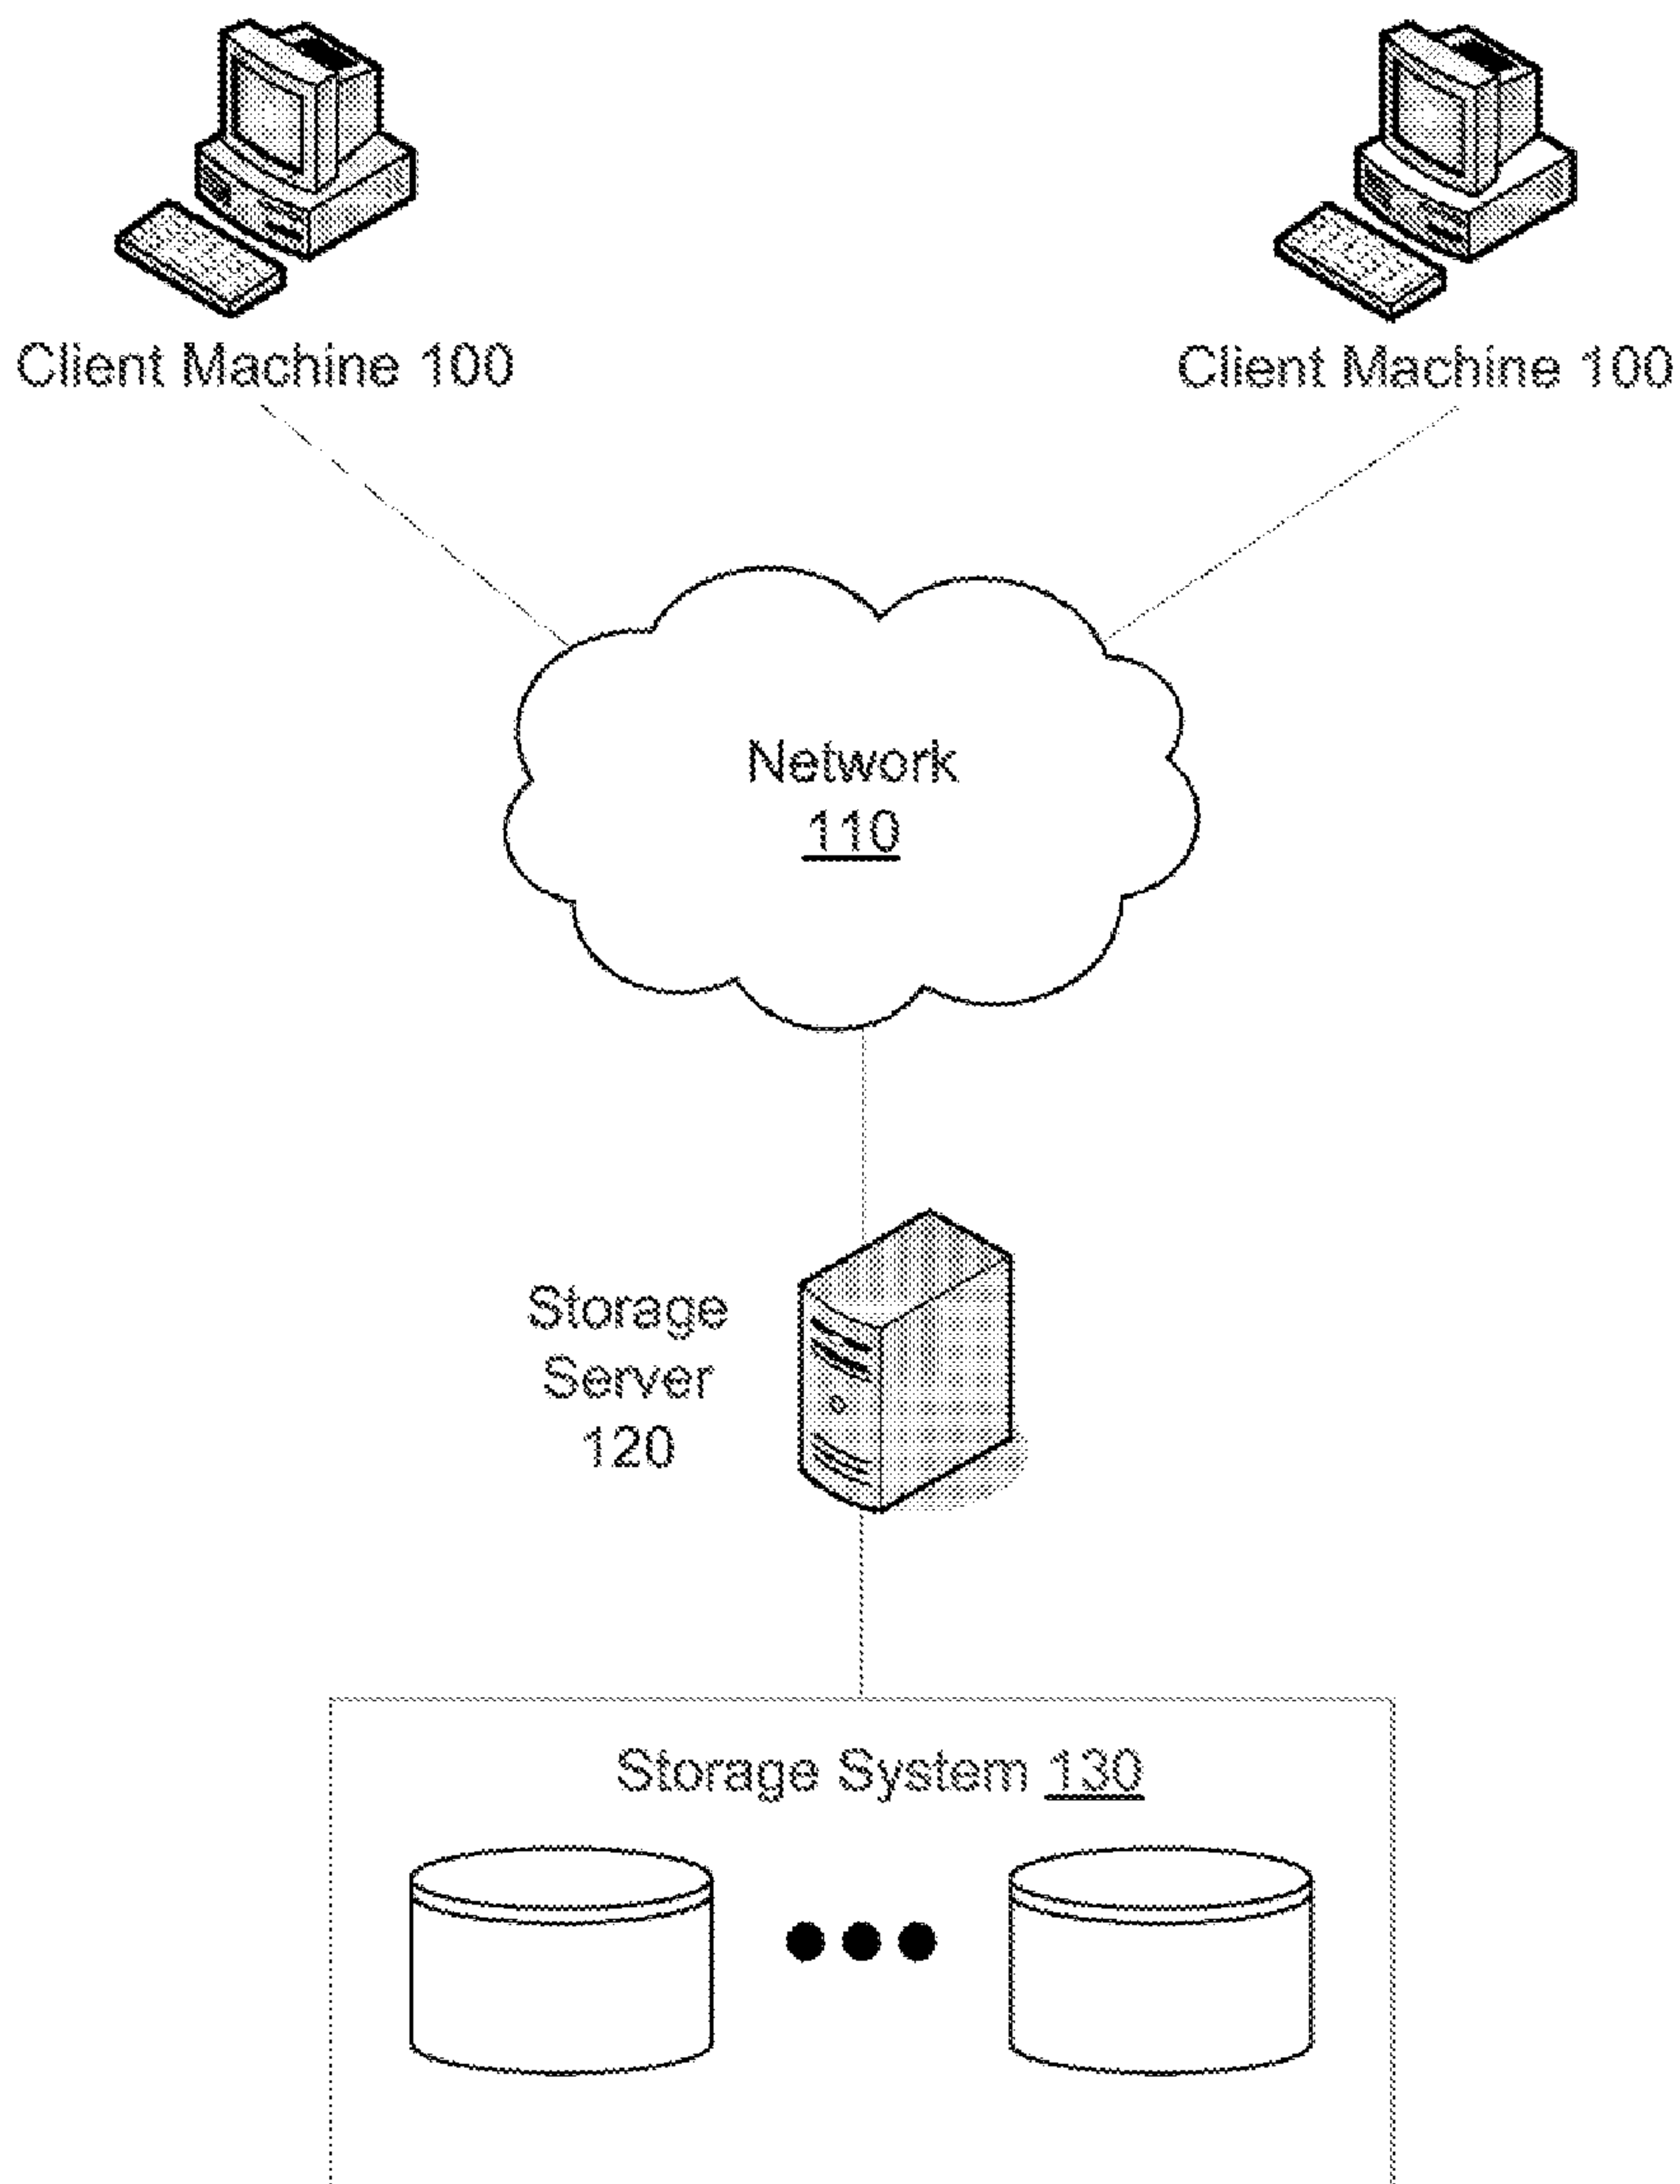 Client Machine 100
Client Machine 100
Network
110
Storage
Server
120
Storage System 130